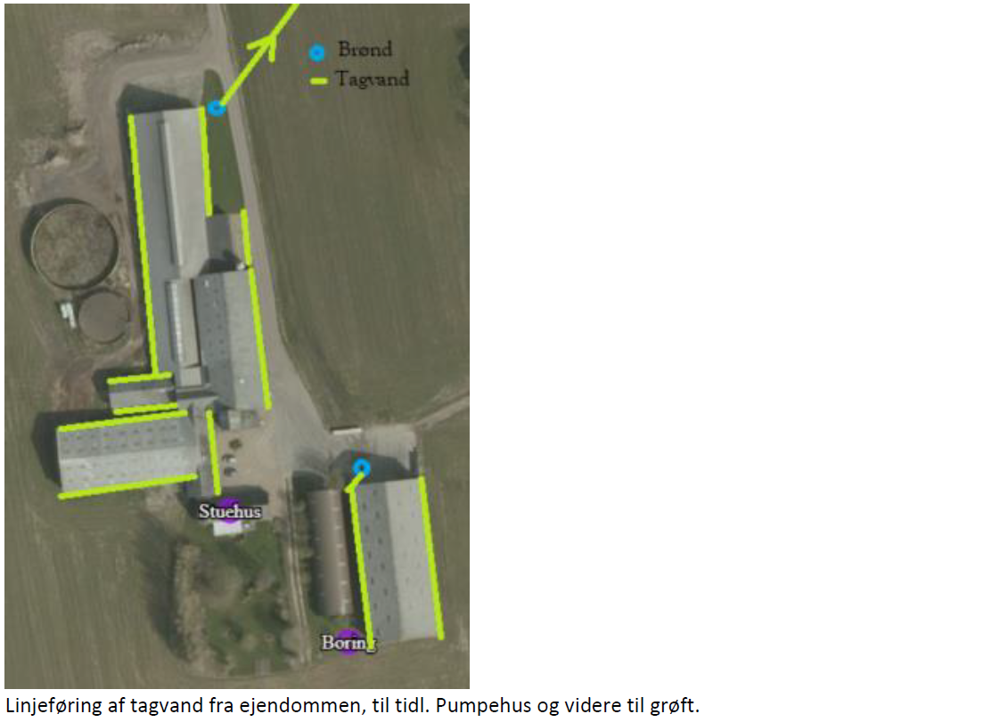 Brønd
Tagvand
Stuehus
Boring
Linjeføring af tagvand fra ejendommen, til tidl. Pumpehus og videre til grøft.